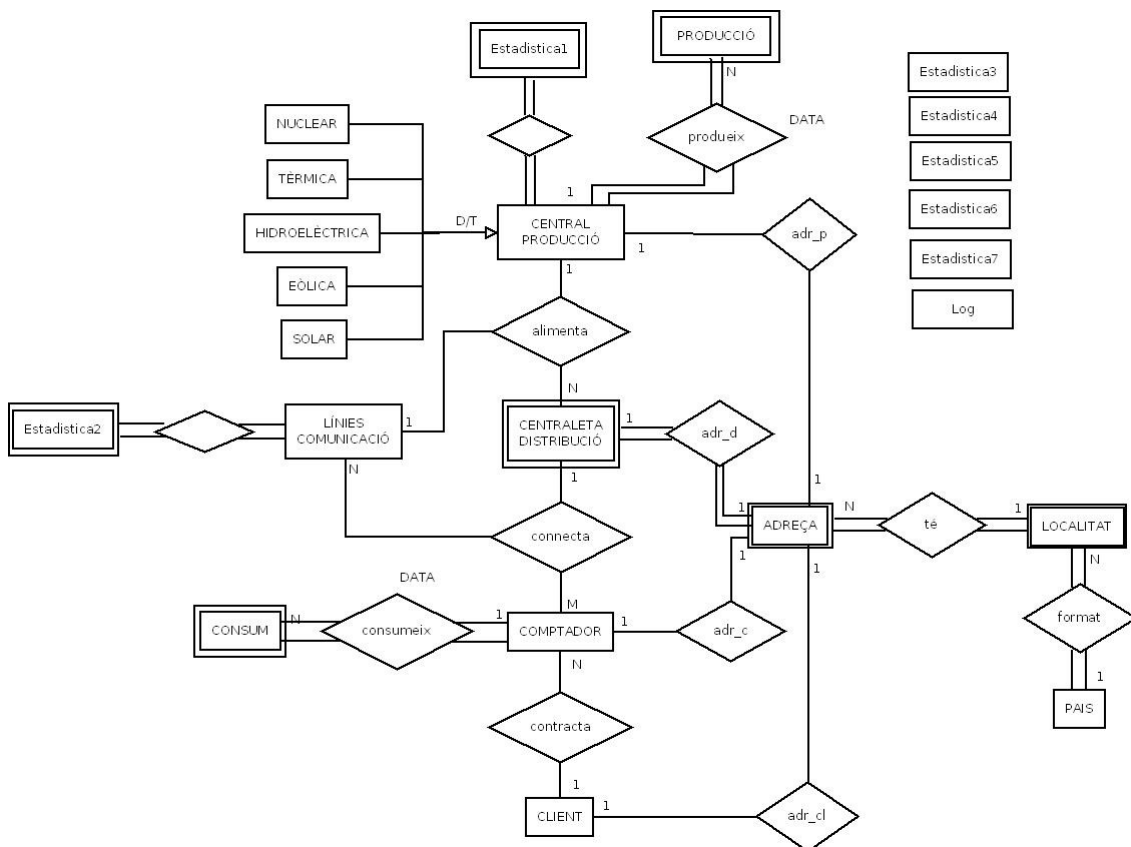 Estadistica1
PRODUCCIÓ
N
Estadistica3
Estadistica4
Estadistica5
Estadistica6
Estadistica7
Log
NUCLEAR
TÈRMICA
HIDROELÈCTRICA
EÒLICA
SOLAR
DATA
produeix
1
D/T
CENTRAL
PRODUCCIÓ
1
1
adr_p
alimenta
N
Estadistica2
LÍNIES
COMUNICACIÓ
1
N
CENTRALETA
DISTRIBUCIÓ
1
1
adr_d
1
1
ADREÇA
1
1
N
té
1
LOCALITAT
N
format
1
PAIS
connecta
M
DATA
CONSUM
N
consumeix
1
COMPTADOR
1
adr_c
N
contracta
1
CLIENT
1
adr_cl